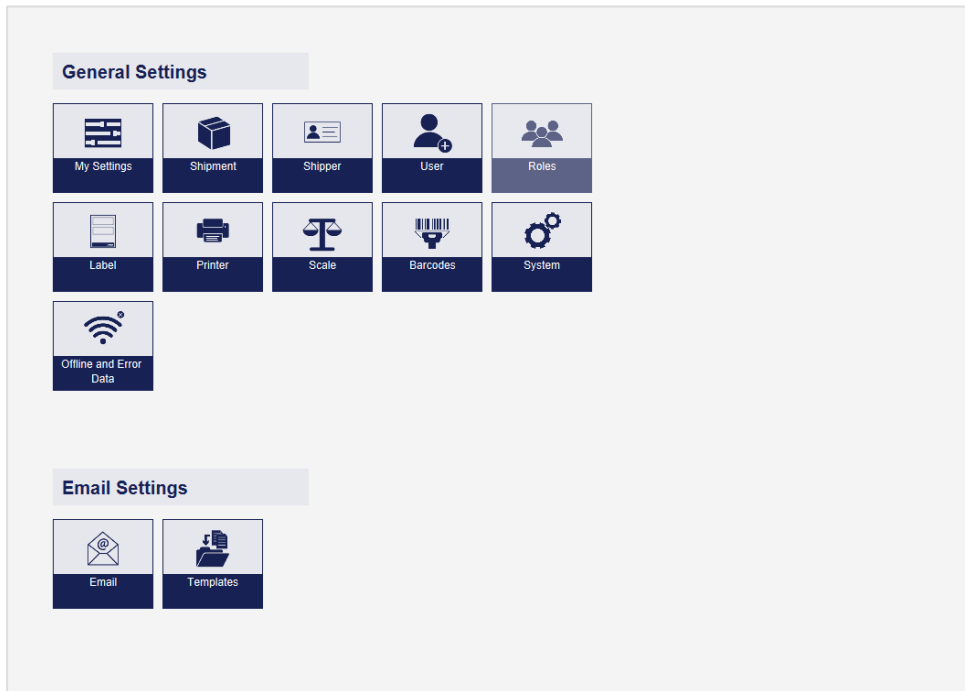 General Settings
My Settings
Shipment
Shipper
User
Roles
Label
Printer
Scale
Barcodes
System
Offline and Error
Data
Email Settings
@
Email
Templates